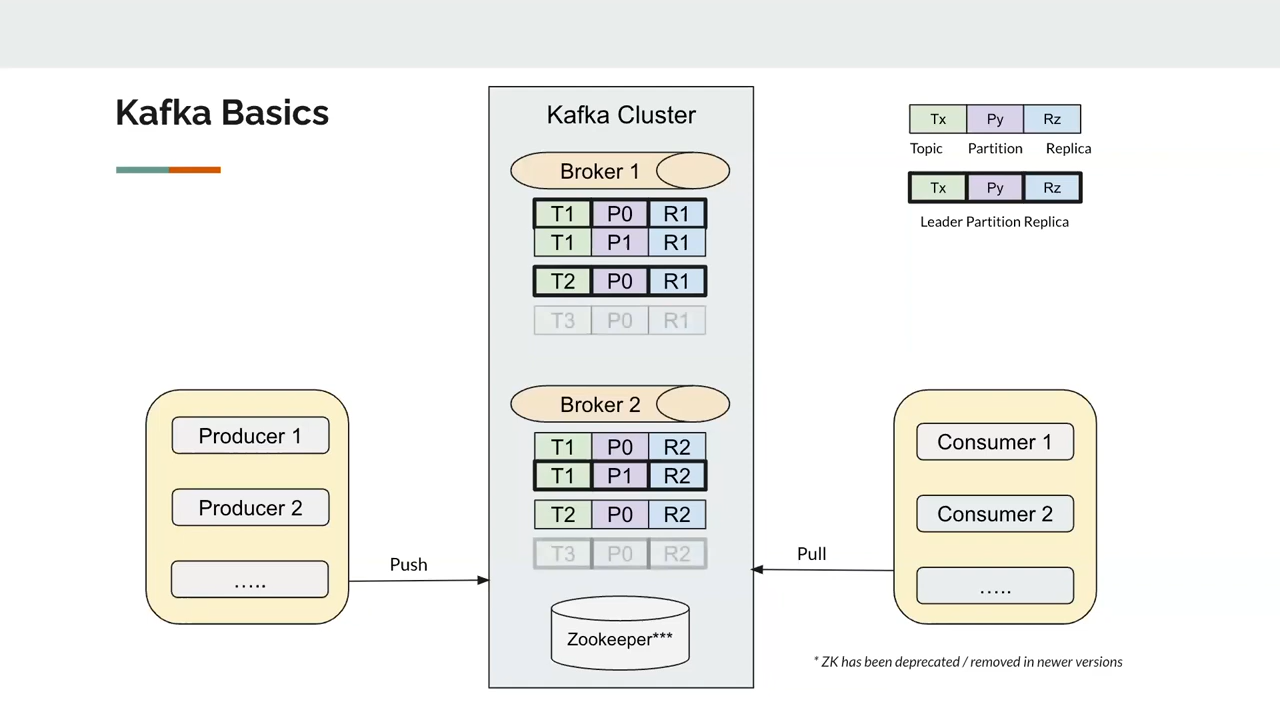 Kafka Basics
Kafka Cluster
Broker 1
T1 P0 R1
T1 P1 R1
T2 P0 R1
T3 P0 R1
Broker 2
T1 P0 R2
T1 P1 R2
T2 P0 R2
T3 P0 R2
Zookeeper***
Producer 1
Producer 2
.....
Push
Tx Py Rz
Topic Partition Replica
Tx Py Rz
Leader Partition Replica
Consumer 1
Consumer 2
.....
Pull
* ZK has been deprecated / removed in newer versions